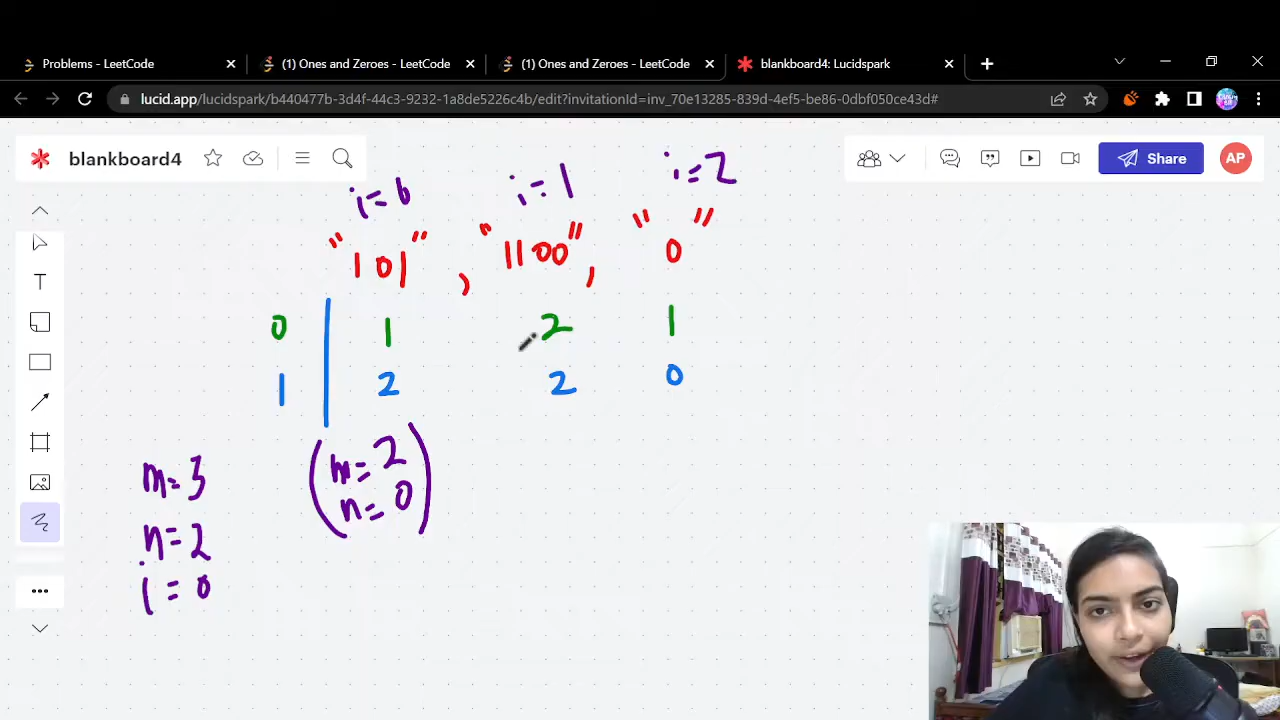 Problems - LeetCode
(1) Ones and Zeroes - LeetCode
(1) Ones and Zeroes - LeetCode
blankboard4: Lucidspark
lucid.app/lucidspark/b440477b-3d4f-44c3-9232-1a8de5226c4b/edit?invitationId=inv_70e13285-839d-4ef5-be86-0dbf050ce43d#
blankboard4
Share
AP
T
i=0 i=1 i=2
"101", "1100", "0"
0 1 2 1
1 2 2 0
m=3
n=2
i=0
(m=2
n=0)